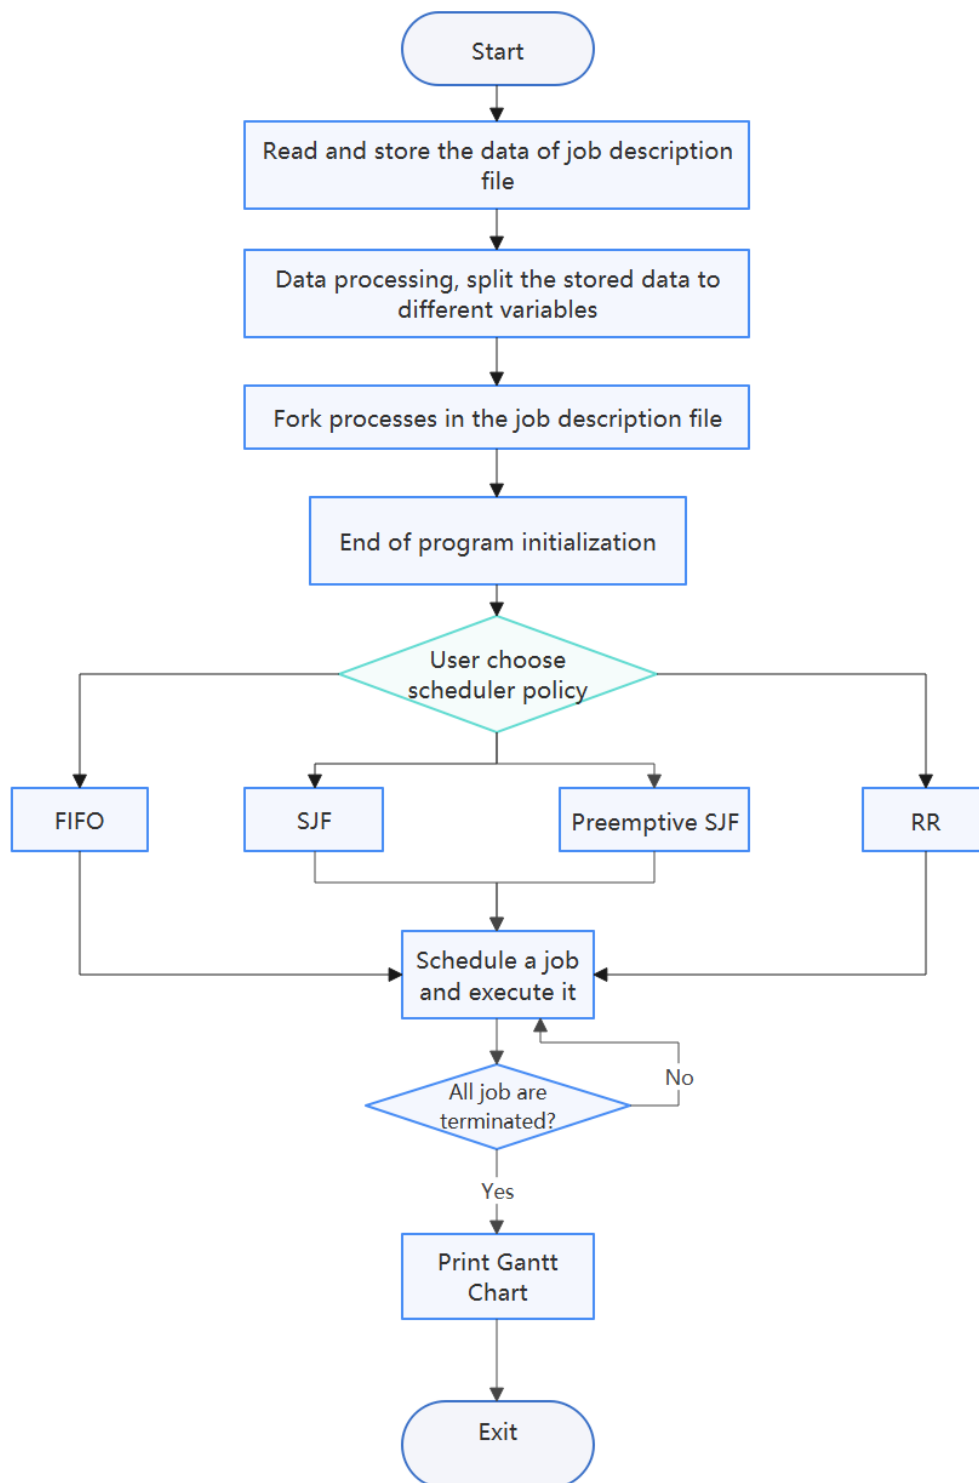 Start
Read and store the data of job description
file
Data processing, split the stored data to
different variables
Fork processes in the job description file
End of program initialization
User choose
scheduler policy
FIFO
SJF
Preemptive SJF
RR
Schedule a job
and execute it
No
All job are
terminated?
Yes
Print Gantt
Chart
Exit